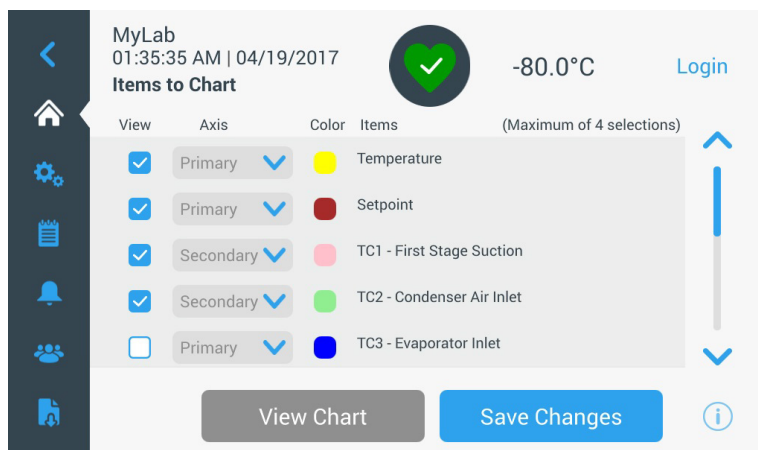 MyLab
01:35:35 AM | 04/19/2017
Items to Chart
-80.0°C
Login
View Axis Color Items (Maximum of 4 selections)
Primary Temperature
Primary Setpoint
Secondary TC1 - First Stage Suction
Secondary TC2 - Condenser Air Inlet
Primary TC3 - Evaporator Inlet
View Chart
Save Changes
i